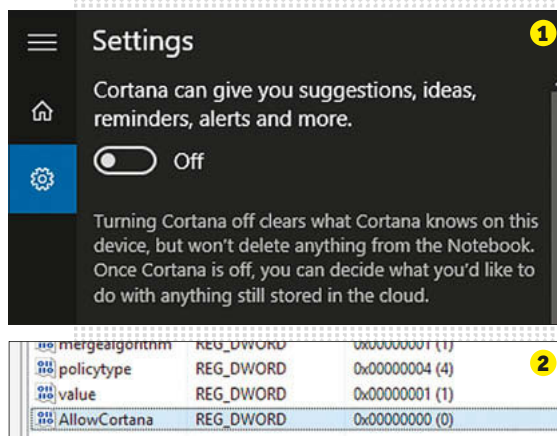 Settings
1
Cortana can give you suggestions, ideas,
reminders, alerts and more.
Off
Turning Cortana off clears what Cortana knows on this
device, but won't delete anything from the Notebook.
Once Cortana is off, you can decide what you'd like to
do with anything still stored in the cloud.
mergealgorithm REG_DWORD 0x00000001 (1)
2
policytype REG_DWORD 0x00000004 (4)
value REG_DWORD 0x00000001 (1)
AllowCortana REG_DWORD 0x00000000 (0)